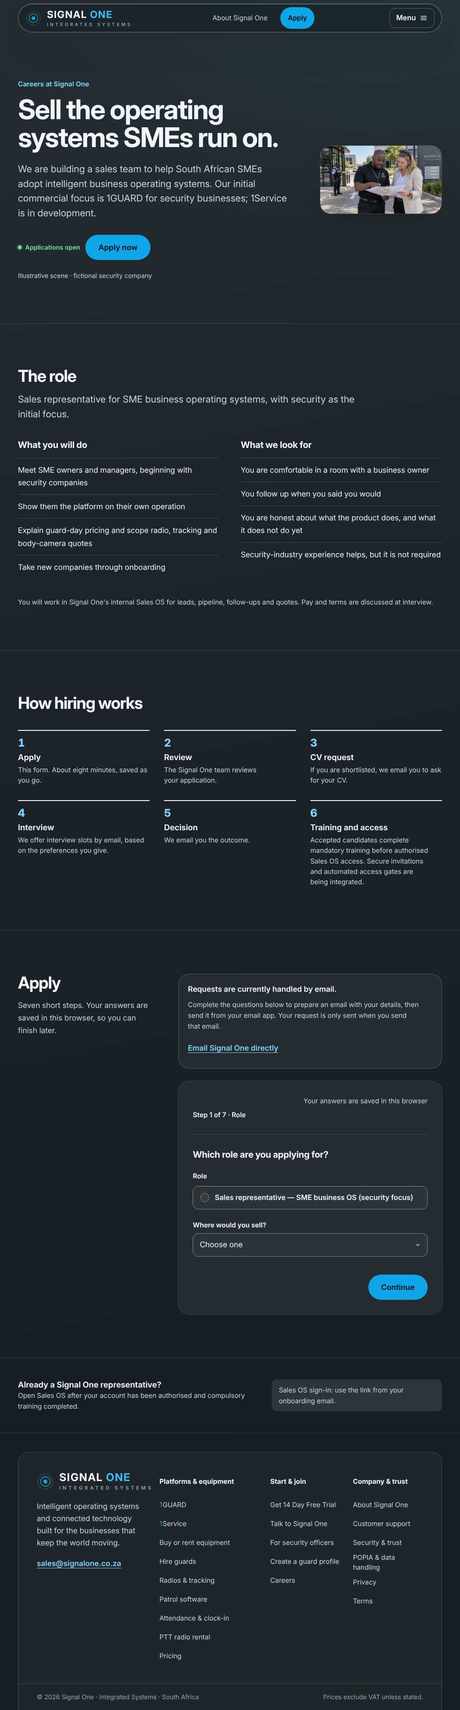 SIGNAL ONE
INTEGRATED SYSTEMS
About Signal One
Apply
Menu
Careers at Signal One
Sell the operating
systems SMEs run on.
We are building a sales team to help South African SMEs
adopt intelligent business operating systems. Our initial
commercial focus is 1GUARD for security businesses; 1Service
is in development.
Applications open
Apply now
Illustrative scene · fictional security company
The role
Sales representative for SME business operating systems, with security as the
initial focus.
What you will do
Meet SME owners and managers, beginning with
security companies
Show them the platform on their own operation
Explain guard-day pricing and scope radio, tracking and
body-camera quotes
Take new companies through onboarding
What we look for
You are comfortable in a room with a business owner
You follow up when you said you would
You are honest about what the product does, and what
it does not do yet
Security-industry experience helps, but it is not required
You will work in Signal One's internal Sales OS for leads, pipeline, follow-ups and quotes. Pay and terms are discussed at interview.
How hiring works
1
Apply
This form. About eight minutes, saved as
you go.
2
Review
The Signal One team reviews
your application.
3
CV request
If you are shortlisted, we email you to ask
for your CV.
4
Interview
We offer interview slots by email, based
on the preferences you give.
5
Decision
We email you the outcome.
6
Training and access
Accepted candidates complete
mandatory training before authorised
Sales OS access. Secure invitations
and automated access gates are
being integrated.
Apply
Seven short steps. Your answers are
saved in this browser, so you can
finish later.
Requests are currently handled by email.
Complete the questions below to prepare an email with your details, then
send it from your email app. Your request is only sent when you send
that email.
Email Signal One directly
Your answers are saved in this browser
Step 1 of 7 · Role
Which role are you applying for?
Role
Sales representative — SME business OS (security focus)
Where would you sell?
Choose one
Continue
Already a Signal One representative?
Open Sales OS after your account has been authorised and compulsory
training completed.
Sales OS sign-in: use the link from your
onboarding email.
SIGNAL ONE
INTEGRATED SYSTEMS
Intelligent operating systems
and connected technology
built for the businesses that
keep the world moving.
sales@signalone.co.za
Platforms & equipment
1GUARD
1Service
Buy or rent equipment
Hire guards
Radios & tracking
Patrol software
Attendance & clock-in
PTT radio rental
Pricing
Start & join
Get 14 Day Free Trial
Talk to Signal One
For security officers
Create a guard profile
Careers
Company & trust
About Signal One
Customer support
Security & trust
POPIA & data
handling
Privacy
Terms
© 2026 Signal One · Integrated Systems · South Africa
Prices exclude VAT unless stated.